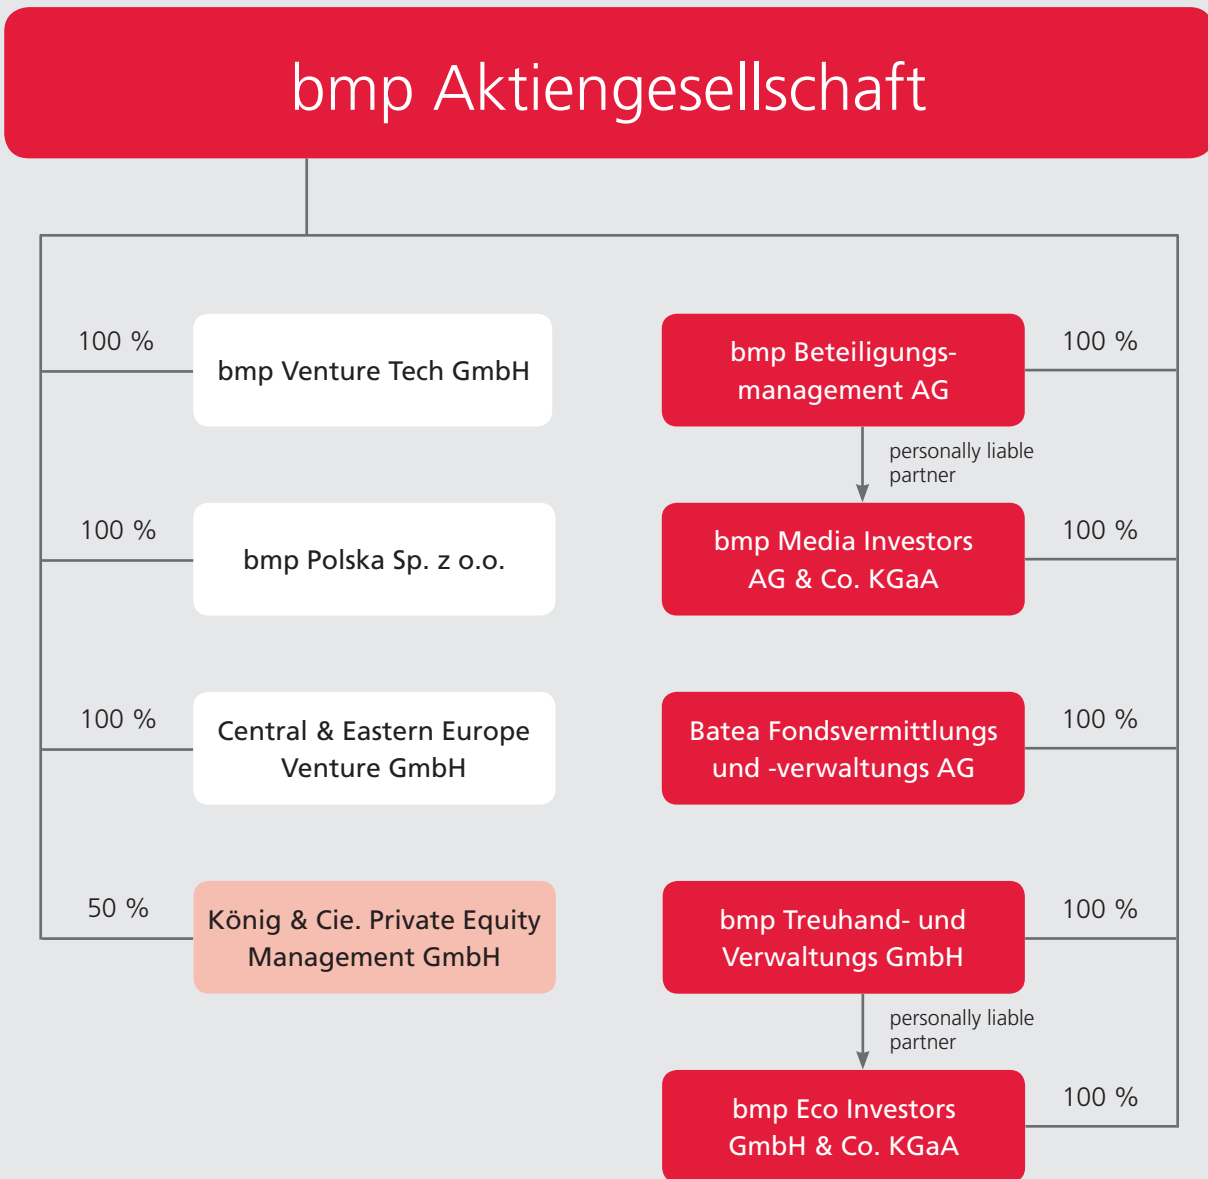 bmp Aktiengesellschaft
100 %
bmp Venture Tech GmbH
100 %
bmp Polska Sp. z o.o.
100 %
Central & Eastern Europe
Venture GmbH
50 %
König & Cie. Private Equity
Management GmbH
bmp Beteiligungs-
management AG
100 %
personally liable
partner
bmp Media Investors
AG & Co. KGaA
100 %
Batea Fondsvermittlungs
und -verwaltungs AG
100 %
bmp Treuhand- und
Verwaltungs GmbH
100 %
personally liable
partner
bmp Eco Investors
GmbH & Co. KGaA
100 %